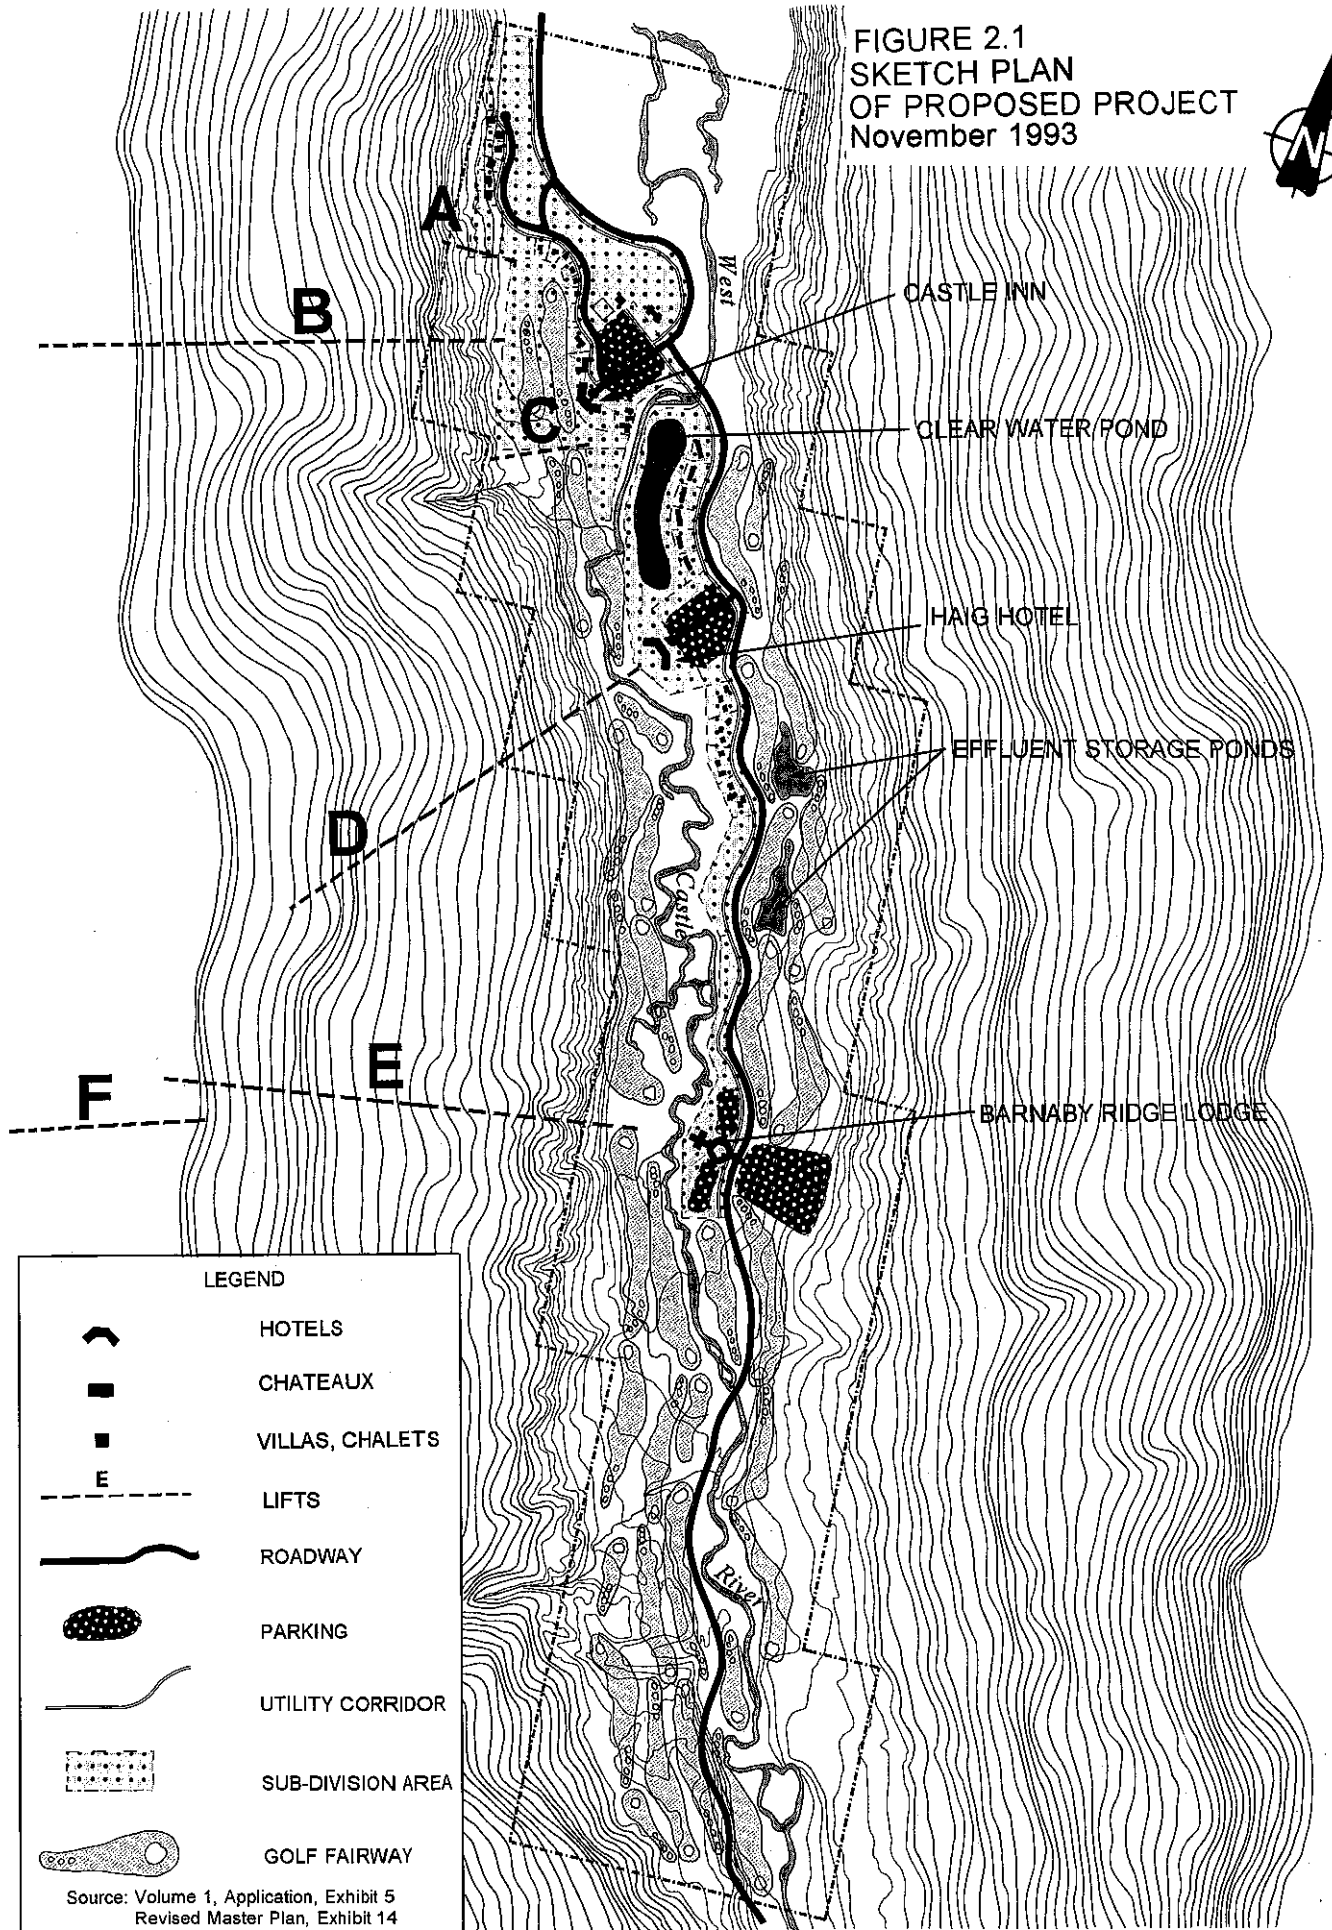 FIGURE 2.1
SKETCH PLAN
OF PROPOSED PROJECT
November 1993
N
A
B
West
CASTLE INN
C
CLEAR WATER POND
HAIG HOTEL
EFFLUENT STORAGE PONDS
D
Castle
E
F
BARNABY RIDGE LODGE
River
LEGEND
HOTELS
CHATEAUX
VILLAS, CHALETS
E
LIFTS
ROADWAY
PARKING
UTILITY CORRIDOR
SUB-DIVISION AREA
GOLF FAIRWAY
Source: Volume 1, Application, Exhibit 5
Revised Master Plan, Exhibit 14